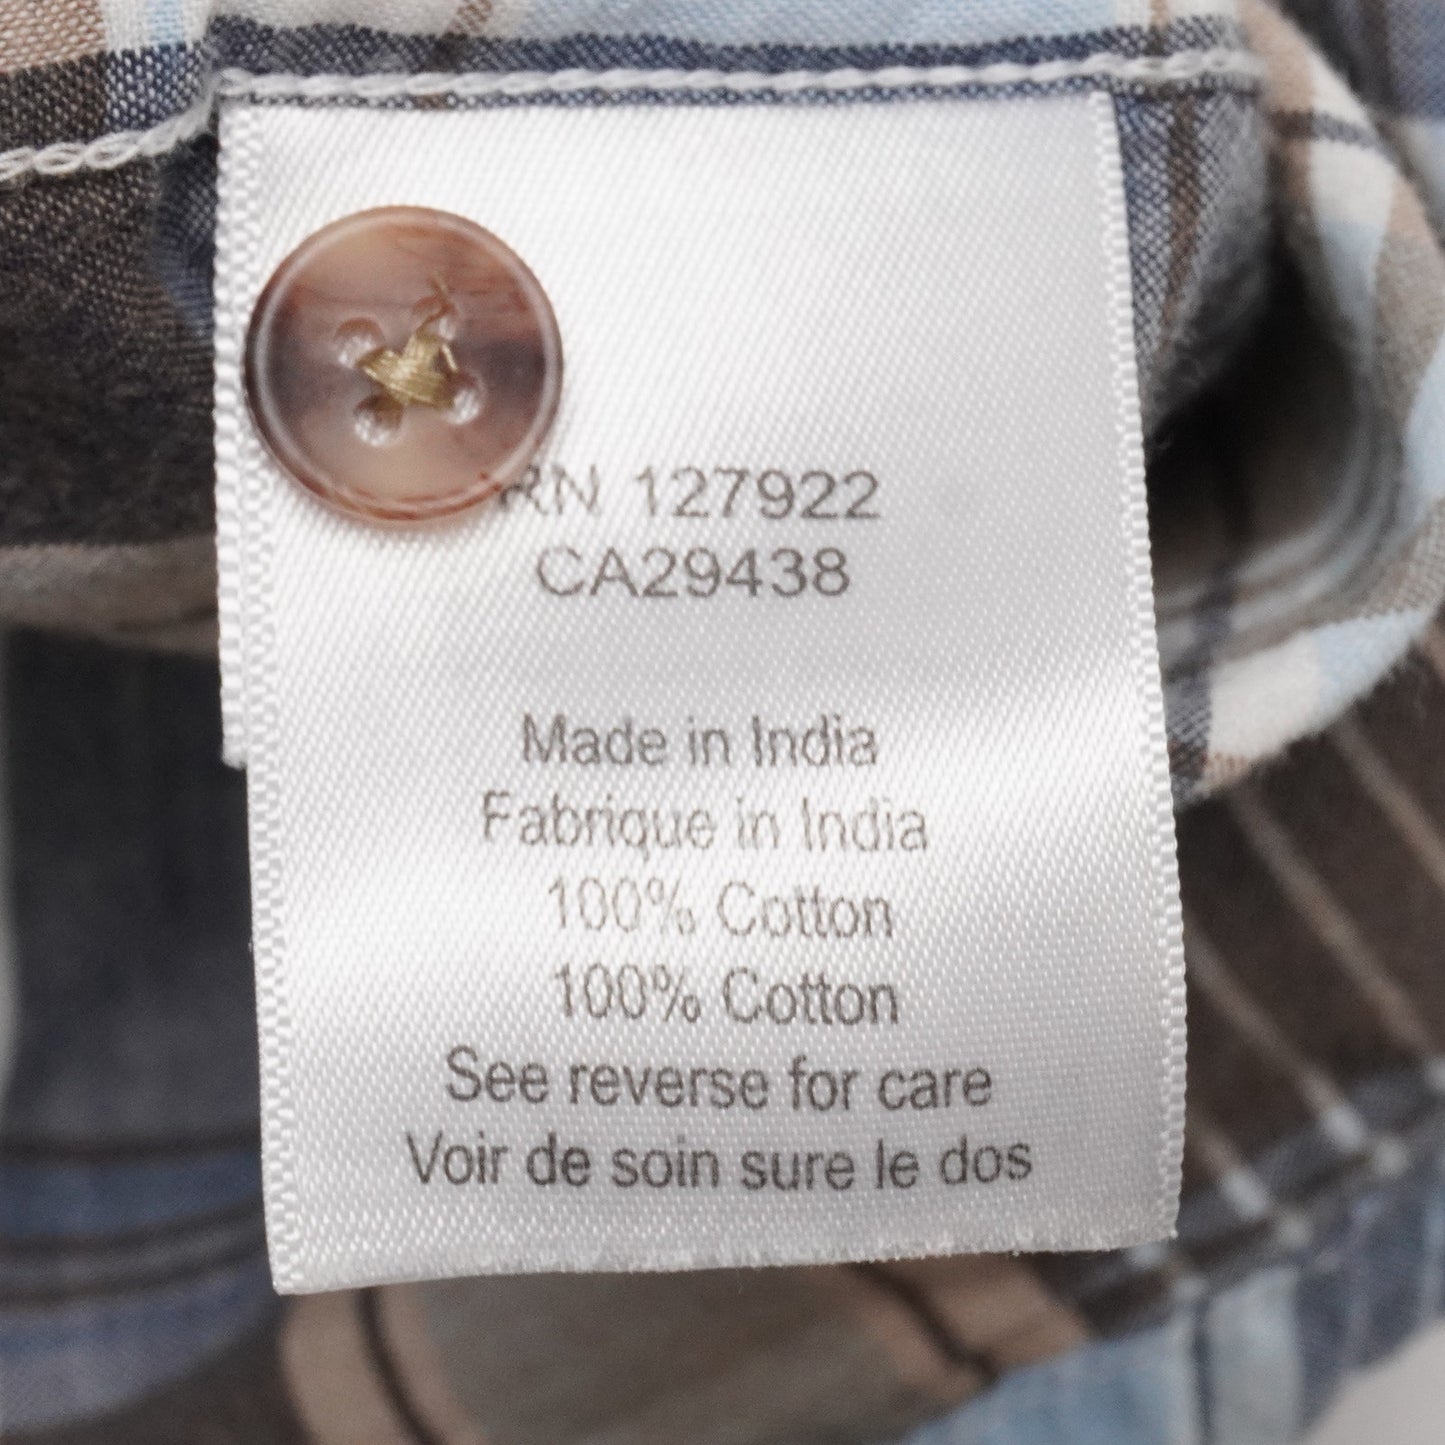 RN 127922
CA29438
Made in India
Fabrique in India
100% Cotton
100% Cotton
See reverse for care
Voir de soin sure le dos